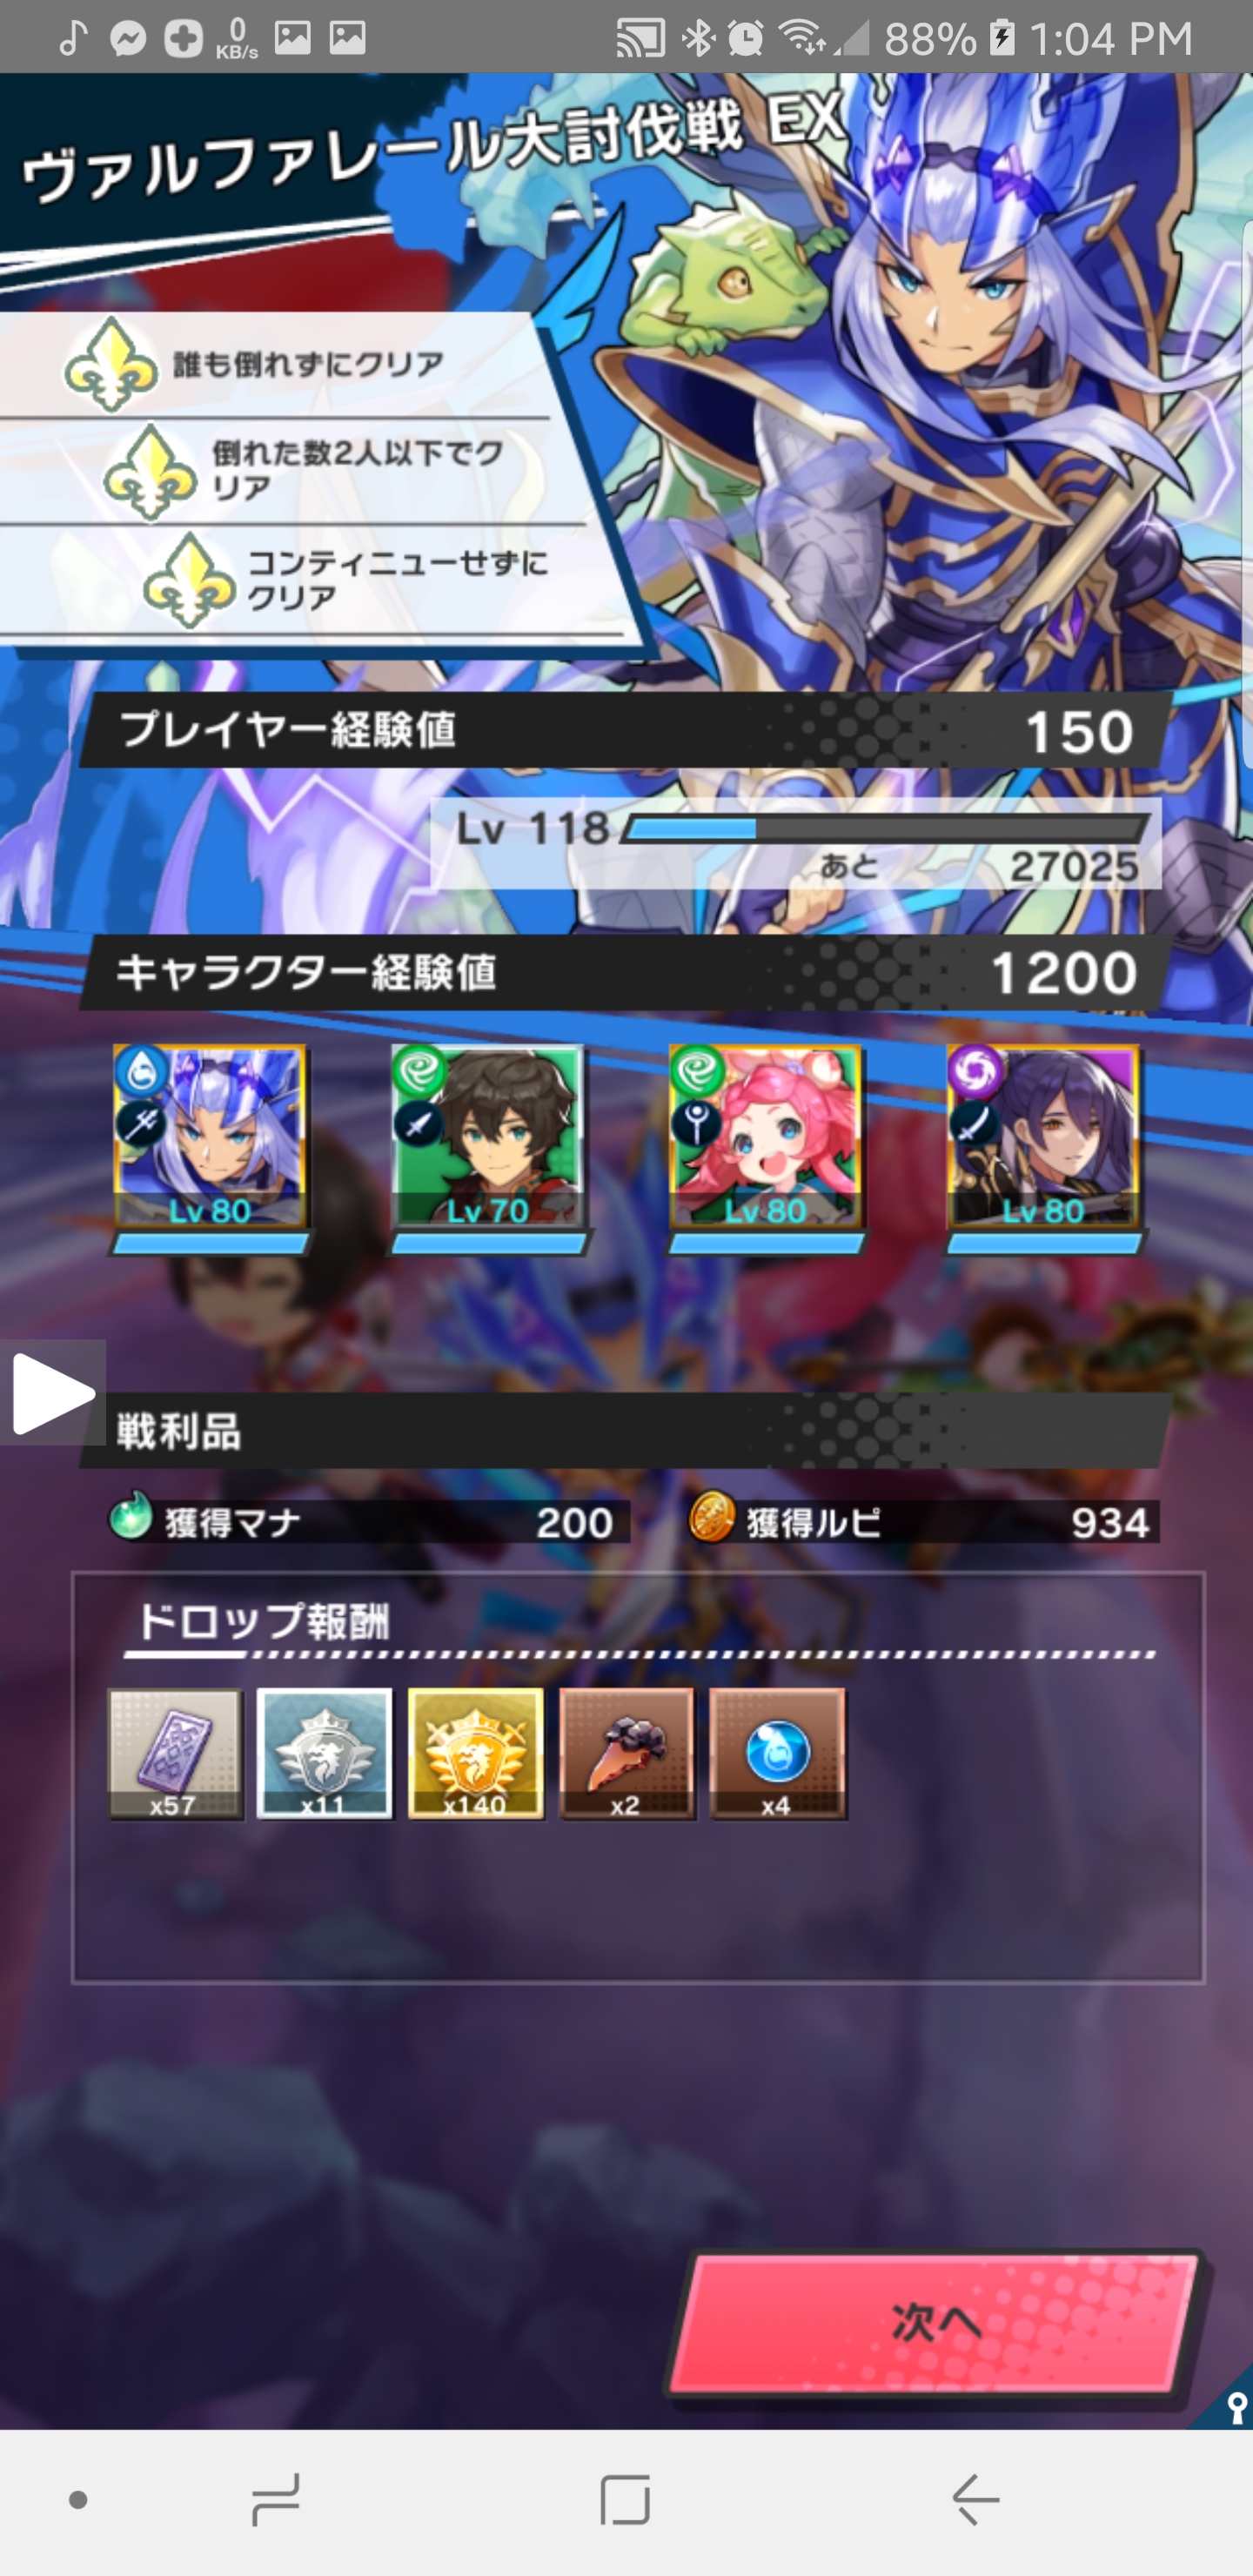 0
KB/s
88%
1:04 PM
ヴァルファレール大討伐戦 EX
誰も倒れずにクリア
倒れた数2人以下でク
リア
コンティニューせずに
クリア
プレイヤー経験値 150
Lv 118
あと 27025
キャラクター経験値 1200
Lv 80 Lv 70 Lv 80 Lv 80
戦利品
獲得マナ 200 獲得ルピ 934
ドロップ報酬
x57 x11 x140 x2 x4
次へ